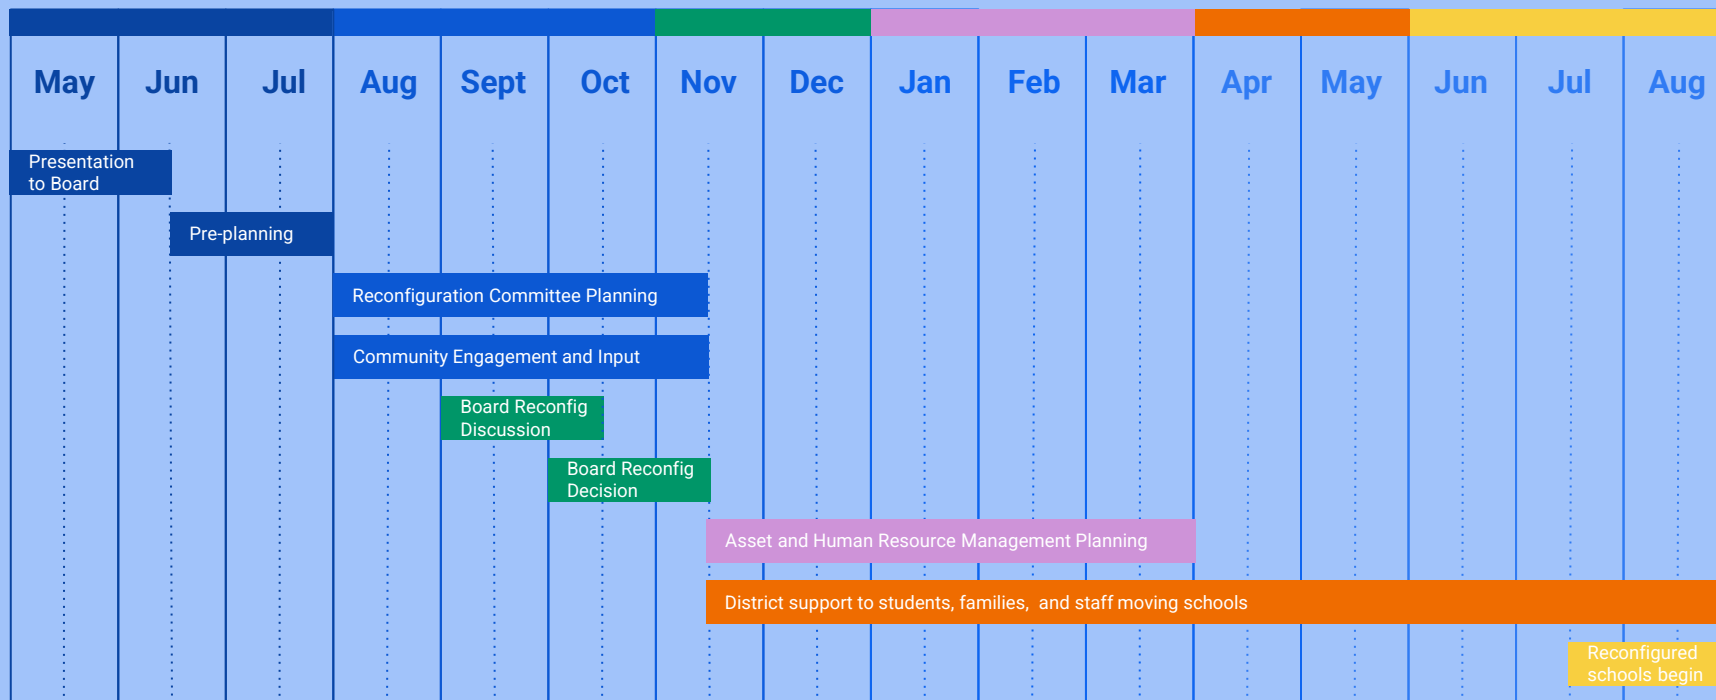 May Jun Jul Aug Sept Oct Nov Dec Jan Feb Mar Apr May Jun Jul Aug
Presentation
to Board
Pre-planning
Reconfiguration Committee Planning
Community Engagement and Input
Board Reconfig
Discussion
Board Reconfig
Decision
Asset and Human Resource Management Planning
District support to students, families,  and staff moving schools
Reconfigured
schools begin